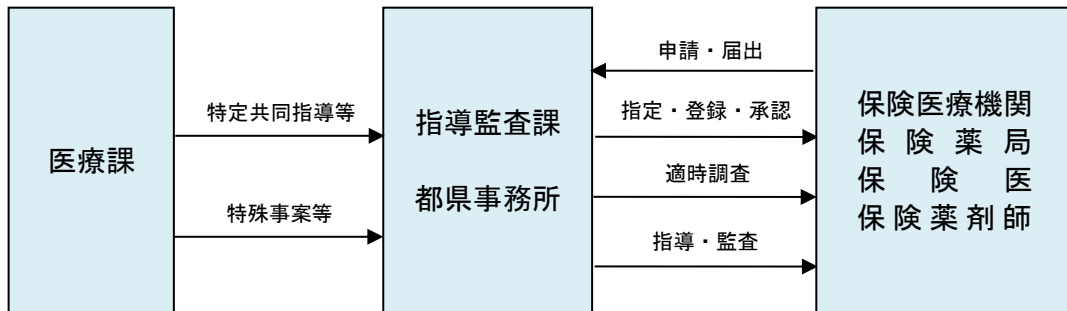 医療課
特定共同指導等
特殊事案等
指導監査課
都県事務所
申請・届出
指定・登録・承認
適時調査
指導・監査
保険医療機関
保険薬局
保険医
保険薬剤師